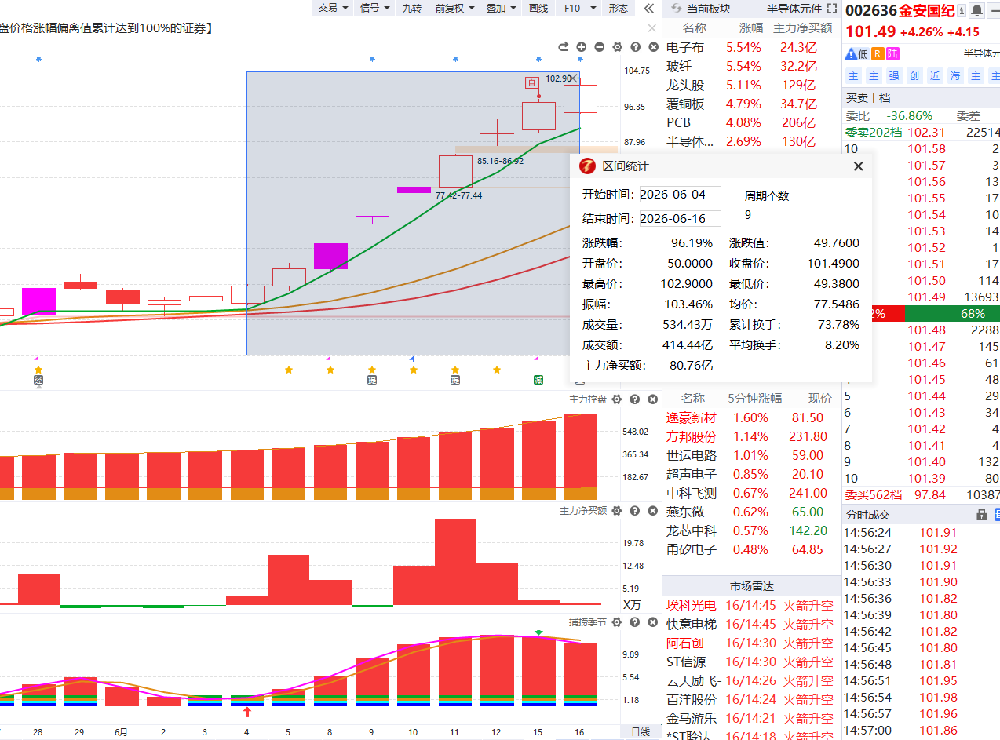 交易 信号 九转 前复权 叠加 画线 F10 形态
盘价格涨幅偏离值累计达到100%的证券】
104.75
96.35
87.96
自
102.90
85.16-86.92
77.42-77.44
提 提 减
主力控盘
548.02
365.34
182.67
主力净买额
19.78
12.48
5.19
X万
捕捞季节
9.89
5.54
1.18
28 29 6月 2 3 4 5 8 9 10 11 12 15 16 日线
当前板块 半导体元件
名称 涨幅 主力净买额
电子布 5.54% 24.3亿
玻纤 5.54% 32.2亿
龙头股 5.11% 129亿
覆铜板 4.79% 34.7亿
PCB 4.08% 206亿
半导体... 2.69% 130亿
区间统计
开始时间: 2026-06-04 周期个数
结束时间: 2026-06-16 9
涨跌幅: 96.19% 涨跌值: 49.7600
开盘价: 50.0000 收盘价: 101.4900
最高价: 102.9000 最低价: 49.3800
振幅: 103.46% 均价: 77.5486
成交量: 534.43万 累计换手: 73.78%
成交额: 414.44亿 平均换手: 8.20%
主力净买额: 80.76亿
名称 5分钟涨幅 现价
逸豪新材 1.60% 81.50
方邦股份 1.14% 231.80
世运电路 1.01% 59.00
超声电子 0.85% 20.10
中科飞测 0.67% 241.00
燕东微 0.62% 65.00
龙芯中科 0.57% 142.20
甬矽电子 0.48% 64.85
市场雷达
埃科光电 16/14:45 火箭升空
快意电梯 16/14:45 火箭升空
阿石创 16/14:30 火箭升空
ST信源 16/14:30 火箭升空
云天励飞- 16/14:26 火箭升空
百洋股份 16/14:24 火箭升空
金马游乐 16/14:21 火箭升空
*ST聆达 16/14:18 火箭升空
002636 金安国纪
101.49 +4.26% +4.15
低 R 陆 半导体元
主 主 强 创 近 海 主 主
买卖十档
委比 -36.86% 委差
委卖202档 102.31 22514
10 101.58 2
101.57 3
101.56 13
101.55 17
101.54 10
101.53 14
101.52 1
101.51 17
101.50 114
101.49 13693
2% 68%
101.48 2288
101.47 145
101.46 61
101.45 48
5 101.44 29
6 101.43 34
7 101.42 4
8 101.41 4
9 101.40 132
10 101.39 80
委买562档 97.84 10387
分时成交
14:56:24 101.91
14:56:27 101.92
14:56:30 101.91
14:56:33 101.90
14:56:36 101.82
14:56:39 101.80
14:56:42 101.82
14:56:45 101.80
14:56:48 101.81
14:56:51 101.95
14:56:54 101.98
14:56:57 101.96
14:57:00 101.86